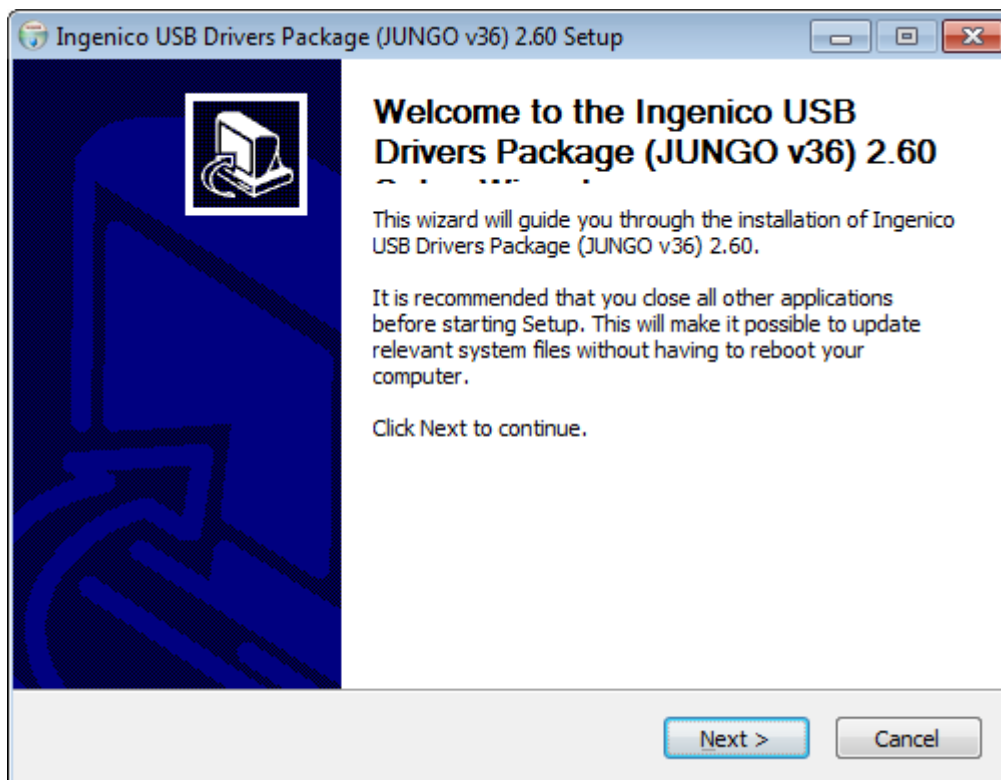 Ingenico USB Drivers Package (JUNGO v36) 2.60 Setup
Welcome to the Ingenico USB
Drivers Package (JUNGO v36) 2.60
This wizard will guide you through the installation of Ingenico
USB Drivers Package (JUNGO v36) 2.60.
It is recommended that you close all other applications
before starting Setup. This will make it possible to update
relevant system files without having to reboot your
computer.
Click Next to continue.
Next >
Cancel